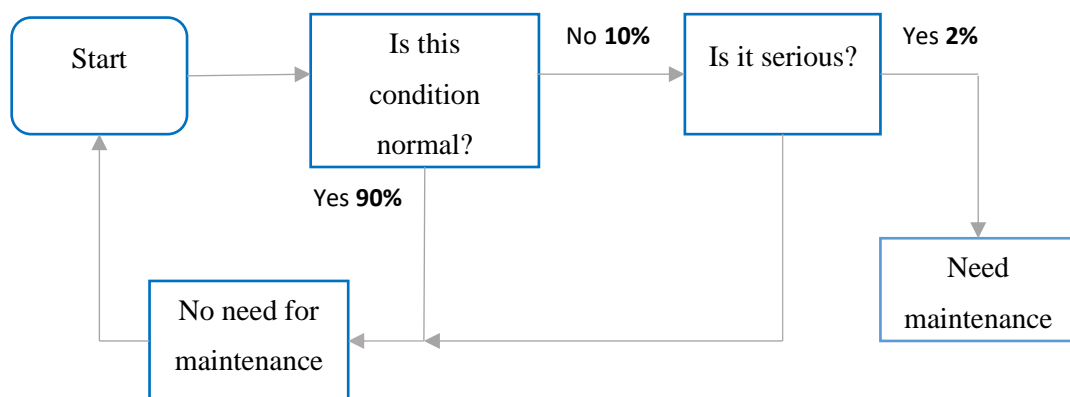 Start
Is this
condition
normal?
No 10%
Is it serious?
Yes 2%
Yes 90%
No need for
maintenance
Need
maintenance